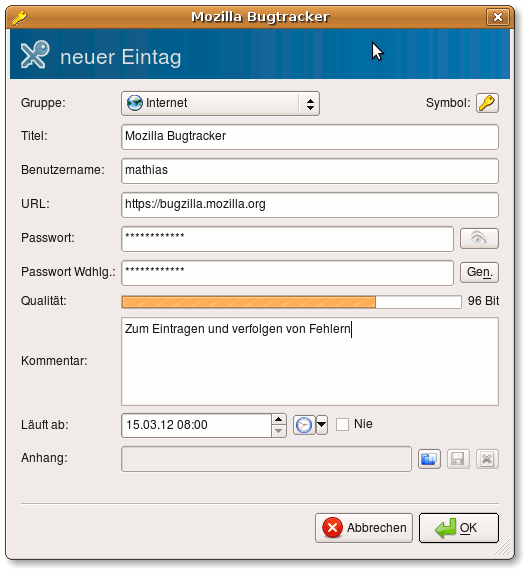 Mozilla Bugtracker
neuer Eintag
Gruppe: Internet Symbol:
Titel: Mozilla Bugtracker
Benutzername: mathias
URL: https://bugzilla.mozilla.org
Passwort: ************
Passwort Wdhlg.: ************ Gen.
Qualität: 96 Bit
Kommentar: Zum Eintragen und verfolgen von Fehlern
Läuft ab: 15.03.12 08:00 Nie
Anhang:
Abbrechen OK